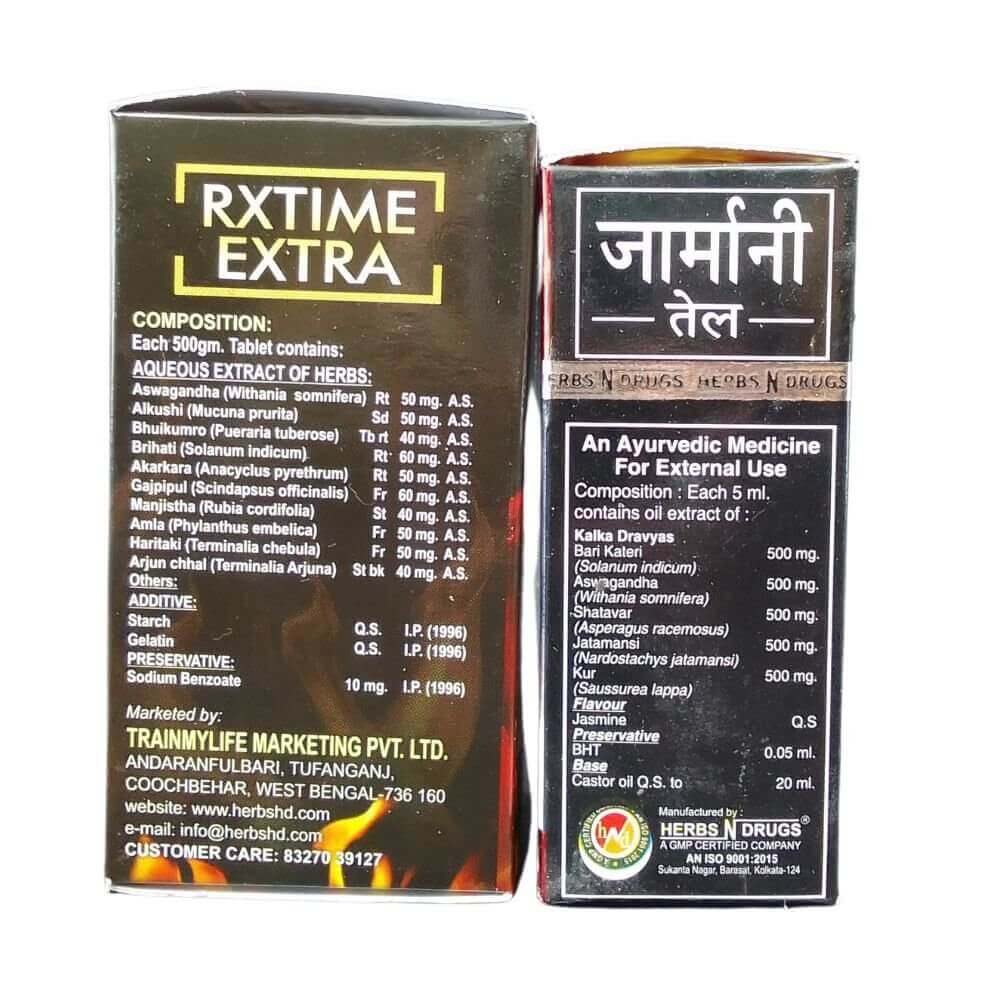 RXTIME
EXTRA
COMPOSITION:
Each 500gm. Tablet contains:
AQUEOUS EXTRACT OF HERBS:
Aswagandha (Withania somnifera) Rt 50 mg. A.S.
Alkushi (Mucuna prurita) Sd 50 mg. A.S.
Bhuikumro (Pueraria tuberose) Tb rt 40 mg. A.S.
Brihati (Solanum indicum) Rt 60 mg. A.S.
Akarkara (Anacyclus pyrethrum) Rt 50 mg. A.S.
Gajpipul (Scindapsus officinalis) Fr 60 mg. A.S.
Manjistha (Rubia cordifolia) St 40 mg. A.S.
Amla (Phylanthus embelica) Fr 50 mg. A.S.
Haritaki (Terminalia chebula) Fr 50 mg. A.S.
Arjun chhal (Terminalia Arjuna) St bk 40 mg. A.S.
Others:
ADDITIVE:
Starch Q.S. I.P. (1996)
Gelatin Q.S. I.P. (1996)
PRESERVATIVE:
Sodium Benzoate 10 mg. I.P. (1996)
Marketed by:
TRAINMYLIFE MARKETING PVT. LTD.
ANDARANFULBARI, TUFANGANJ,
COOCHBEHAR, WEST BENGAL-736 160
website: www.herbshd.com
e-mail: info@herbshd.com
CUSTOMER CARE: 83270 39127
जार्मानी
तेल
ERBS N DRUGS HERBS N DRUGS
An Ayurvedic Medicine
For External Use
Composition : Each 5 ml.
contains oil extract of :
Kalka Dravyas
Bari Kateri 500 mg.
(Solanum indicum)
Aswagandha 500 mg.
(Withania somnifera)
Shatavar 500 mg.
(Asperagus racemosus)
Jatamansi 500 mg.
(Nardostachys jatamansi)
Kur 500 mg.
(Saussurea lappa)
Flavour
Jasmine Q.S
Preservative
BHT 0.05 ml.
Base
Castor oil Q.S. to 20 ml.
Manufactured by :
HERBS N DRUGS®
A GMP CERTIFIED COMPANY
AN ISO 9001:2015
Sukanta Nagar, Barasat, Kolkata-124
hNd